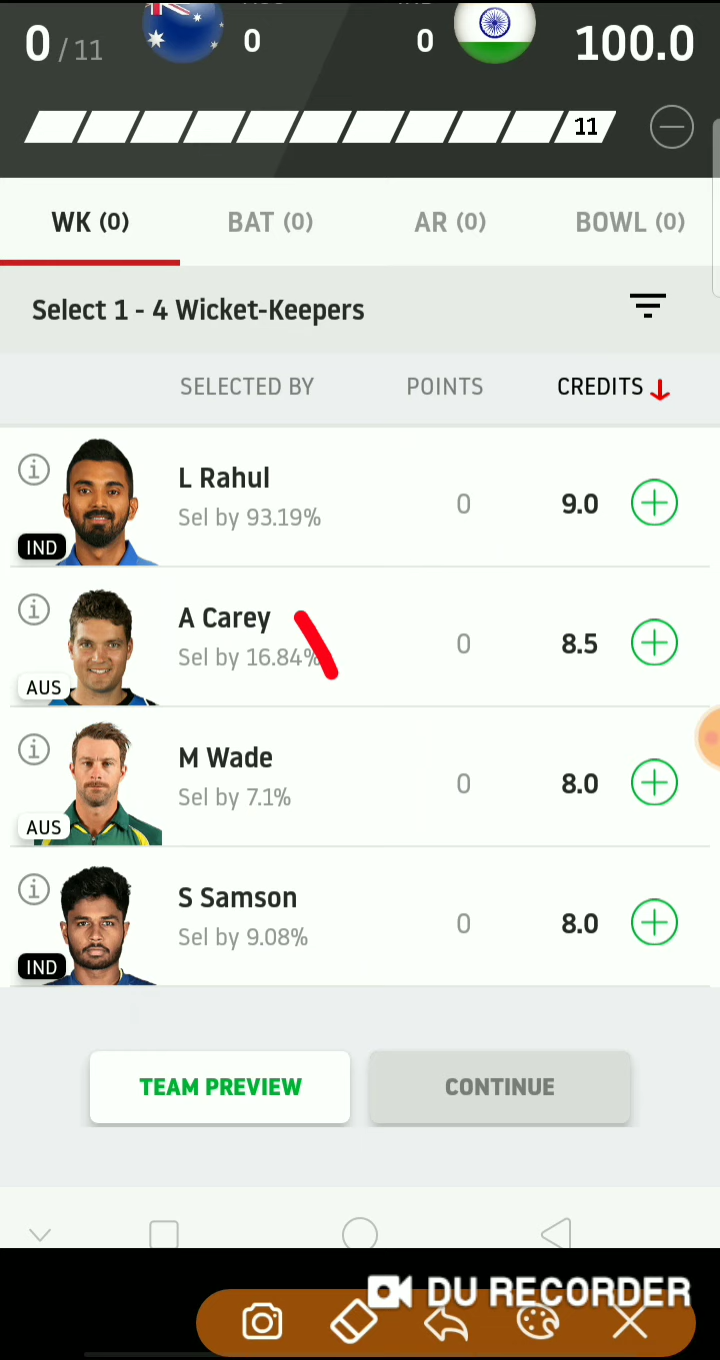 0 / 11 0 0 100.0
11
WK (0) BAT (0) AR (0) BOWL (0)
Select 1 - 4 Wicket-Keepers
SELECTED BY POINTS CREDITS
L Rahul
Sel by 93.19% 0 9.0
IND
A Carey
Sel by 16.84% 0 8.5
AUS
M Wade
Sel by 7.1% 0 8.0
AUS
S Samson
Sel by 9.08% 0 8.0
IND
TEAM PREVIEW CONTINUE
DU RECORDER